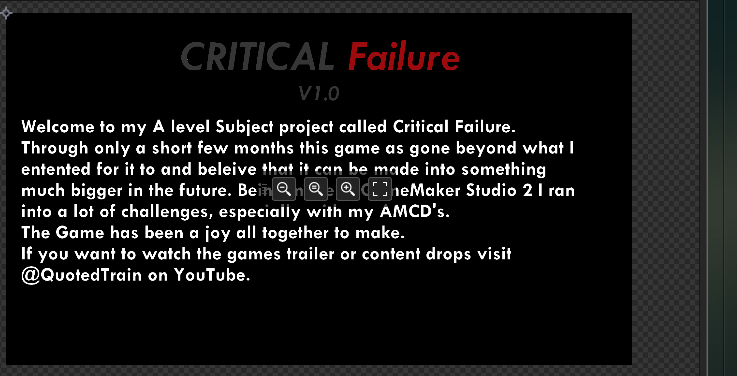 CRITICAL Failure
V1.0
Welcome to my A level Subject project called Critical Failure.
Through only a short few months this game as gone beyond what I
entented for it to and beleive that it can be made into something
much bigger in the future. GameMaker Studio 2 I ran
into a lot of challenges, especially with my AMCD's.
The Game has been a joy all together to make.
If you want to watch the games trailer or content drops visit
@QuotedTrain on YouTube.